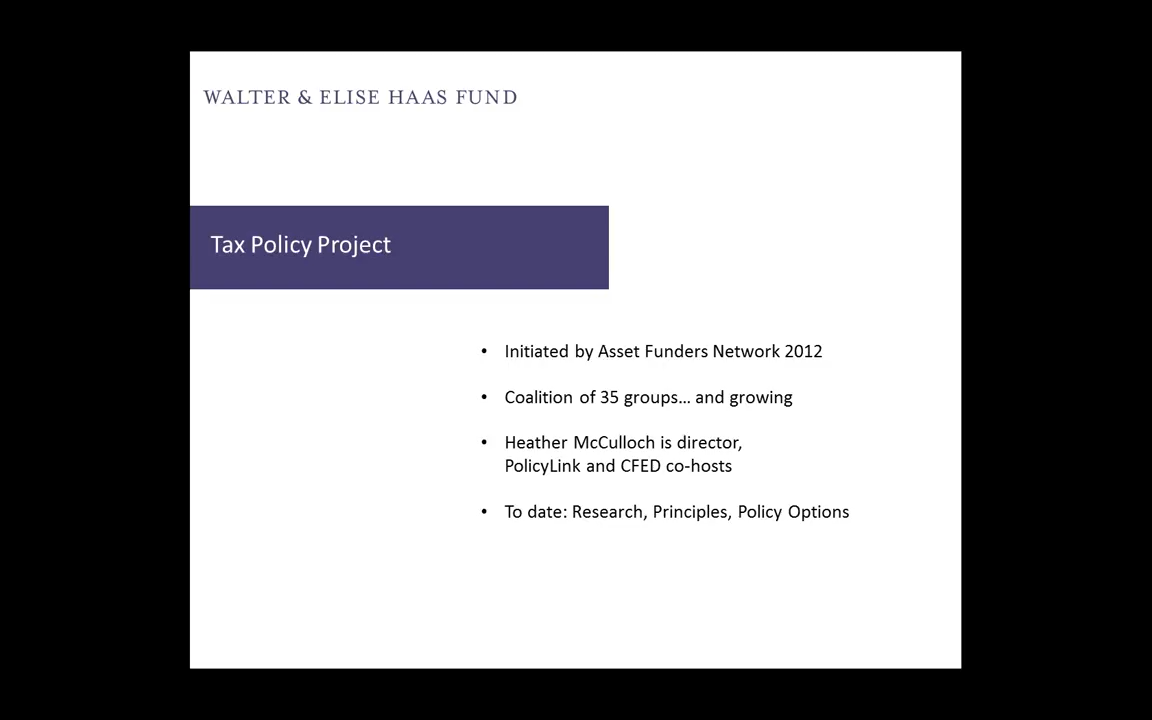 WALTER & ELISE HAAS FUND
Tax Policy Project
• Initiated by Asset Funders Network 2012
• Coalition of 35 groups... and growing
• Heather McCulloch is director,
PolicyLink and CFED co-hosts
• To date: Research, Principles, Policy Options